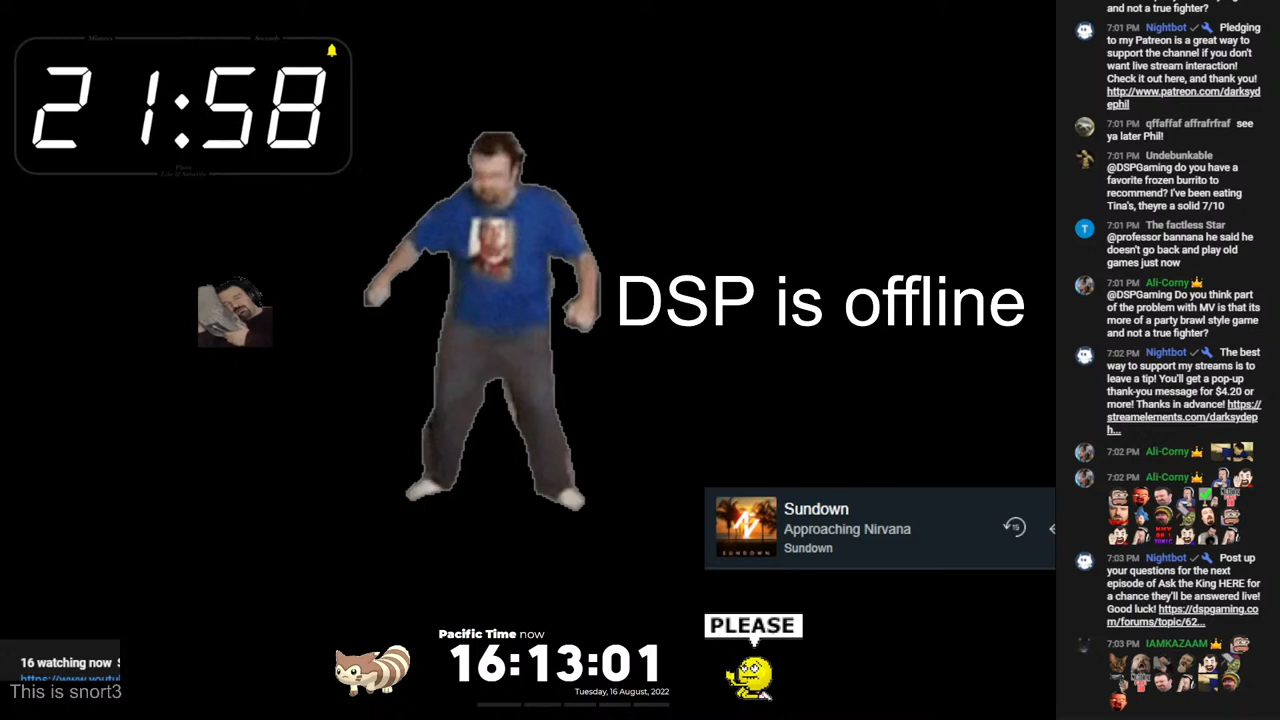 Minutes
Seconds
21:58
DSP is offline
Sundown
Approaching Nirvana
Sundown
15
PLEASE
Pacific Time now
16:13:01
Tuesday, 16 August, 2022
16 watching now
https://www.youtu
This is snort3
and not a true fighter?
7:01 PM Nightbot Pledging
to my Patreon is a great way to
support the channel if you don't
want live stream interaction!
Check it out here, and thank you!
http://www.patreon.com/darksyd
ephil
7:01 PM qffaffaf affrafrfraf see
ya later Phil!
7:01 PM Undebunkable
@DSPGaming do you have a
favorite frozen burrito to
recommend? I've been eating
Tina's, theyre a solid 7/10
T
7:01 PM The factless Star
@professor bannana he said he
doesn't go back and play old
games just now
7:01 PM Ali-Corny
@DSPGaming Do you think part
of the problem with MV is that its
more of a party brawl style game
and not a true fighter?
7:02 PM Nightbot The best
way to support my streams is to
leave a tip! You'll get a pop-up
thank-you message for $4.20 or
more! Thanks in advance! https://
streamelements.com/darksydep
h...
7:02 PM Ali-Corny
7:02 PM Ali-Corny
7:03 PM Nightbot Post up
your questions for the next
episode of Ask the King HERE for
a chance they'll be answered live!
Good luck! https://dspgaming.co
m/forums/topic/62...
7:03 PM IAMKAZAAM